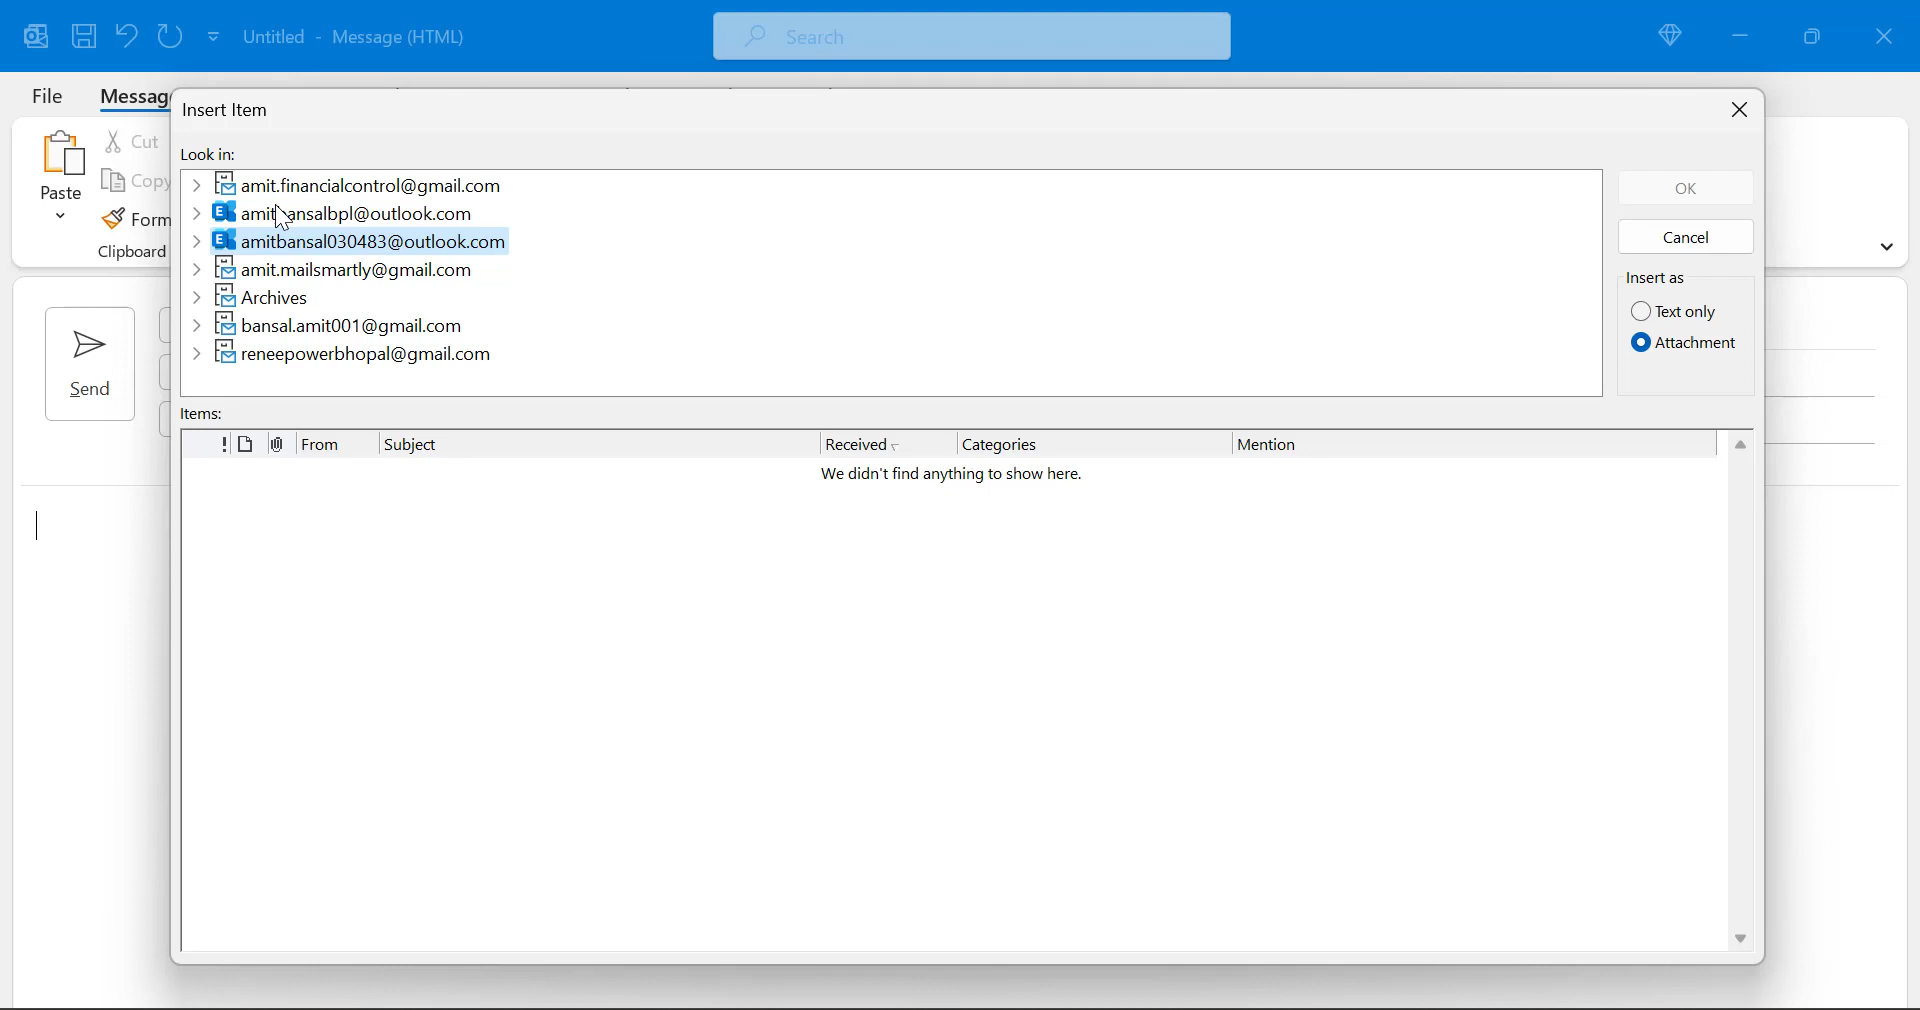 Untitled - Message (HTML)
Search
File Messag
Insert Item
Cut
Look in:
Paste
Copy
Form
Clipboard
amit.financialcontrol@gmail.com
OK
amitbansalbpl@outlook.com
amitbansal030483@outlook.com
Cancel
amit.mailsmartly@gmail.com
Insert as
Archives
Text only
bansal.amit001@gmail.com
Attachment
reneepowerbhopal@gmail.com
Send
Items:
! From Subject Received Categories Mention
We didn't find anything to show here.